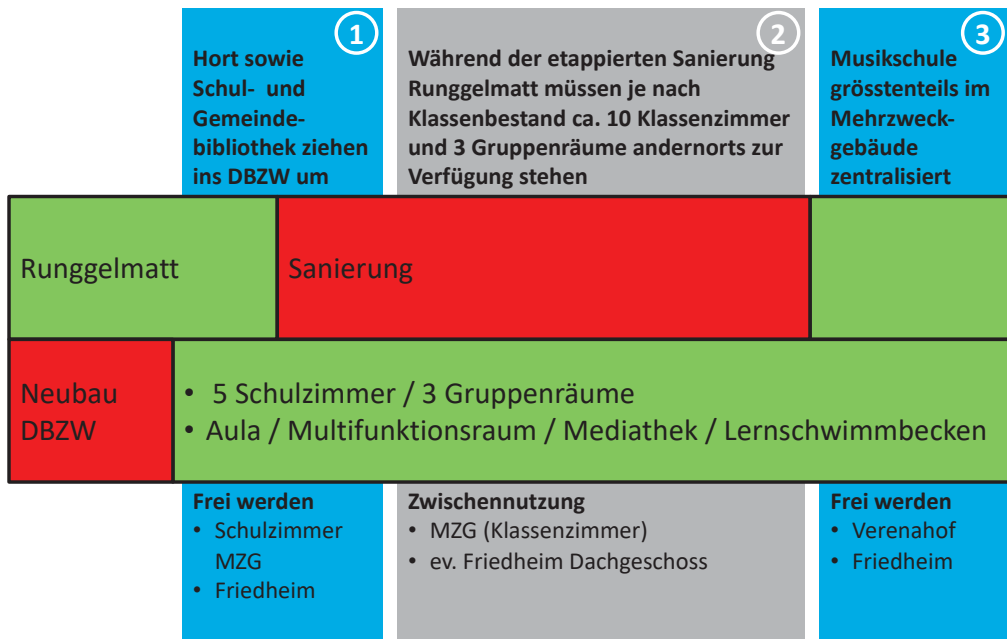 1
Hort sowie
Schul- und
Gemeinde-
bibliothek ziehen
ins DBZW um
2
Während der etappierten Sanierung
Runggelmatt müssen je nach
Klassenbestand ca. 10 Klassenzimmer
und 3 Gruppenräume andernorts zur
Verfügung stehen
3
Musikschule
grösstenteils im
Mehrzweck-
gebäude
zentralisiert
Runggelmatt
Sanierung
Neubau
DBZW
• 5 Schulzimmer / 3 Gruppenräume
• Aula / Multifunktionsraum / Mediathek / Lernschwimmbecken
Frei werden
• Schulzimmer
MZG
• Friedheim
Zwischennutzung
• MZG (Klassenzimmer)
• ev. Friedheim Dachgeschoss
Frei werden
• Verenahof
• Friedheim